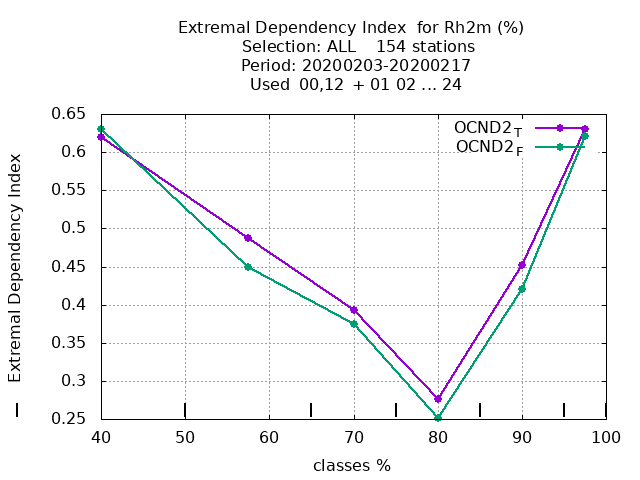 Extremal Dependency Index  for Rh2m (%)
Selection: ALL    154 stations
Period: 20200203-20200217
Used  00,12  + 01 02 ... 24
Extremal Dependency Index
0.65
0.6
0.55
0.5
0.45
0.4
0.35
0.3
0.25
OCND2T
OCND2F
40 50 60 70 80 90 100
classes %